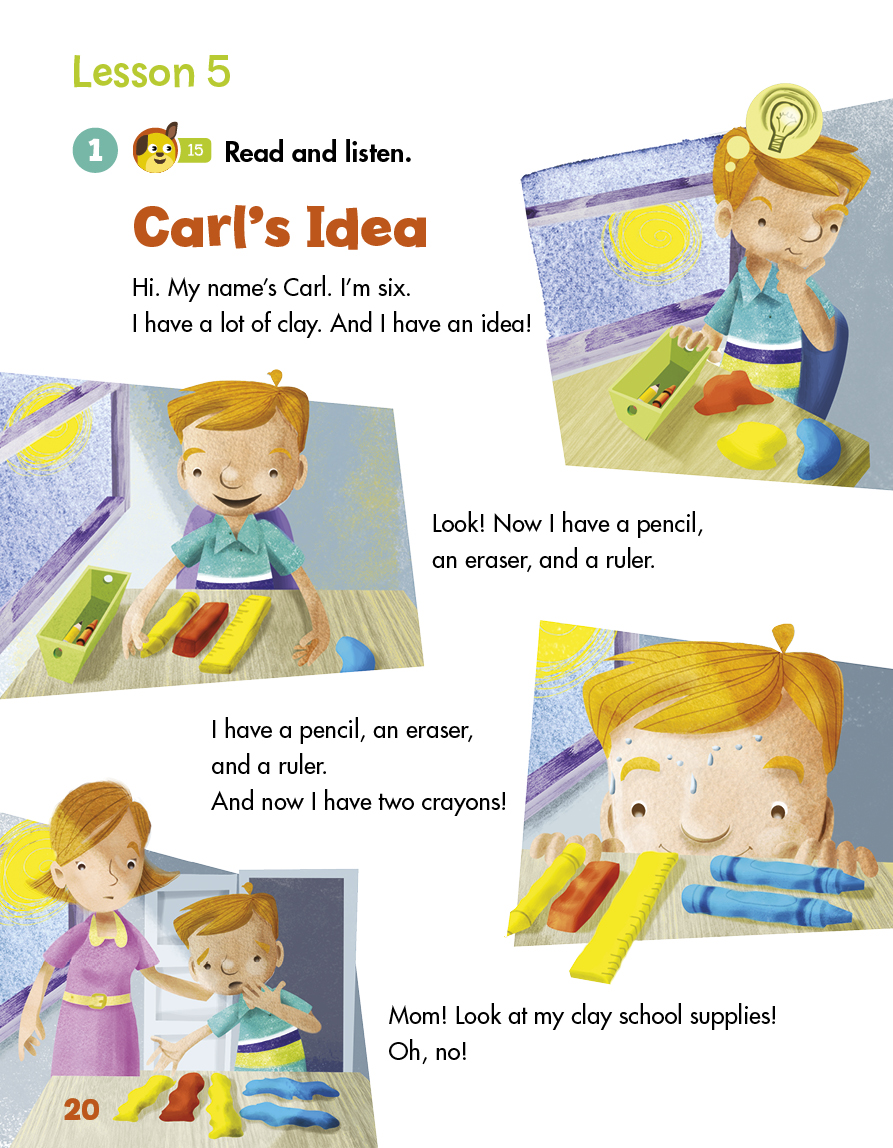 Lesson 5
1 15 Read and listen.
Carl's Idea
Hi. My name's Carl. I'm six.
I have a lot of clay. And I have an idea!
Look! Now I have a pencil,
an eraser, and a ruler.
I have a pencil, an eraser,
and a ruler.
And now I have two crayons!
Mom! Look at my clay school supplies!
Oh, no!
20